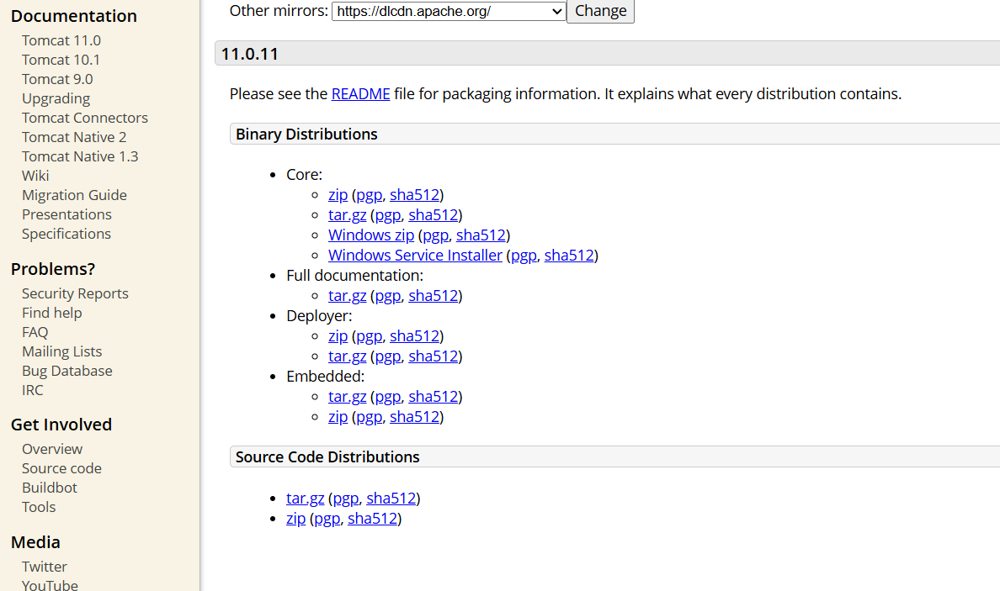 Documentation
Tomcat 11.0
Tomcat 10.1
Tomcat 9.0
Upgrading
Tomcat Connectors
Tomcat Native 2
Tomcat Native 1.3
Wiki
Migration Guide
Presentations
Specifications
Problems?
Security Reports
Find help
FAQ
Mailing Lists
Bug Database
IRC
Get Involved
Overview
Source code
Buildbot
Tools
Media
Twitter
YouTube
Other mirrors: https://dlcdn.apache.org/ Change
11.0.11
Please see the README file for packaging information. It explains what every distribution contains.
Binary Distributions
Core:
zip (pgp, sha512)
tar.gz (pgp, sha512)
Windows zip (pgp, sha512)
Windows Service Installer (pgp, sha512)
Full documentation:
tar.gz (pgp, sha512)
Deployer:
zip (pgp, sha512)
tar.gz (pgp, sha512)
Embedded:
tar.gz (pgp, sha512)
zip (pgp, sha512)
Source Code Distributions
tar.gz (pgp, sha512)
zip (pgp, sha512)